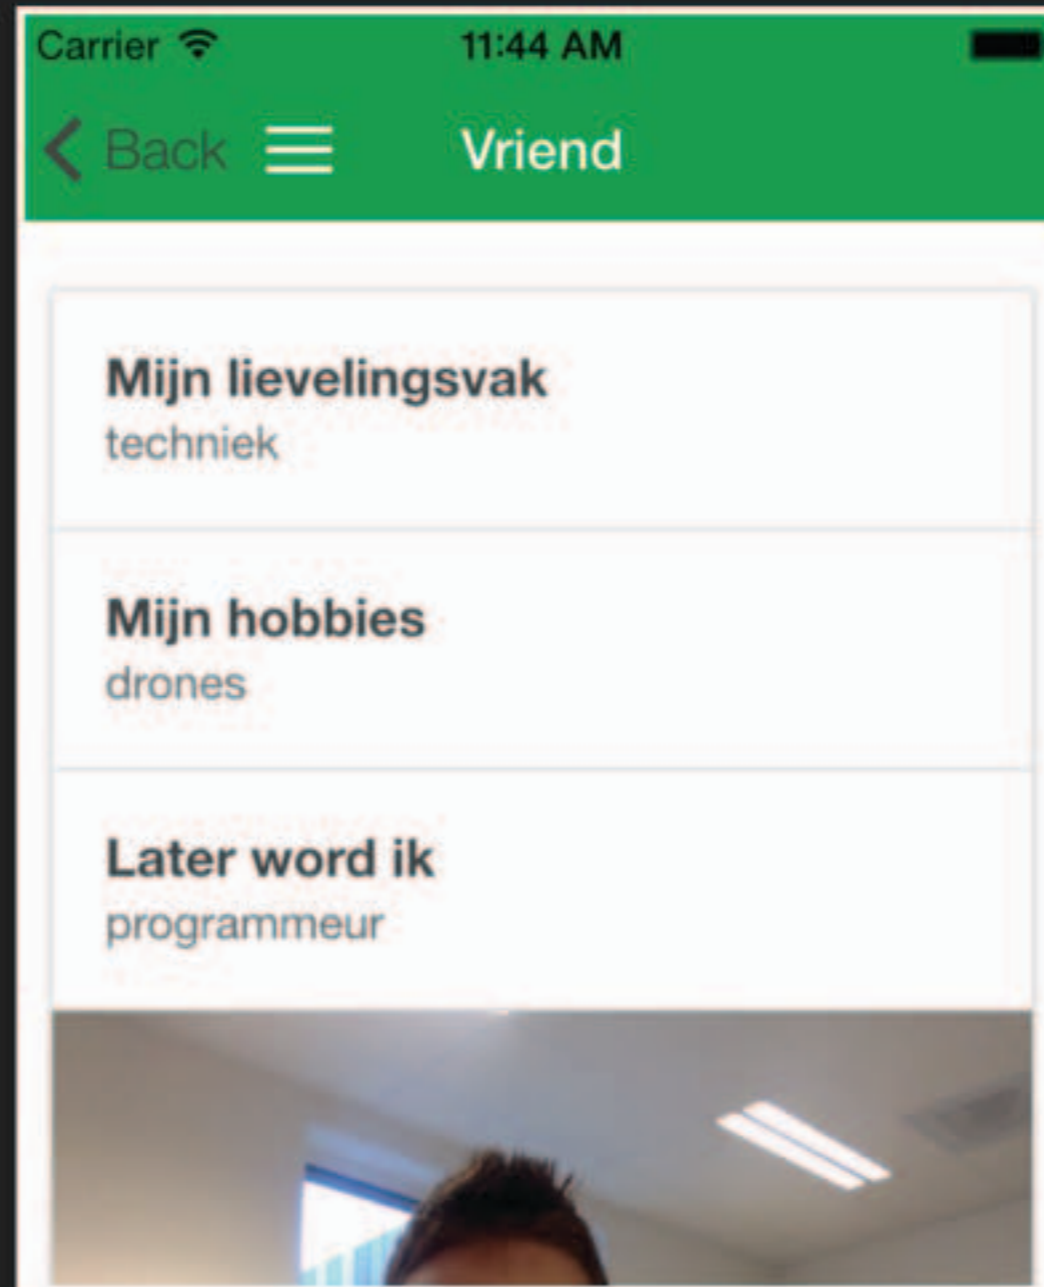 Carrier
11:44 AM
Back
Vriend
Mijn lievelingsvak
techniek
Mijn hobbies
drones
Later word ik
programmeur